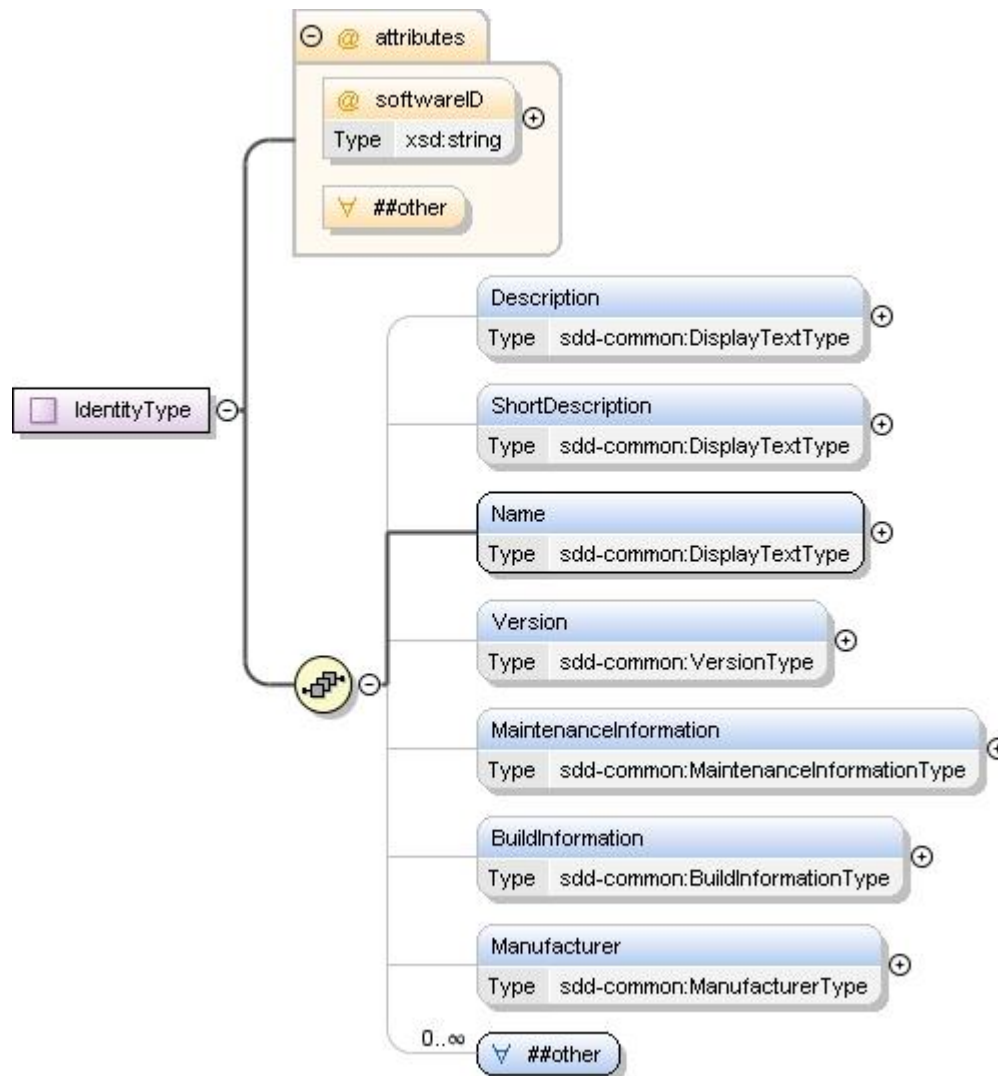 @ attributes
@ softwareID
Type xsd:string
∀ ##other
IdentityType
Description
Type sdd-common:DisplayTextType
ShortDescription
Type sdd-common:DisplayTextType
Name
Type sdd-common:DisplayTextType
Version
Type sdd-common:VersionType
MaintenanceInformation
Type sdd-common:MaintenanceInformationType
BuildInformation
Type sdd-common:BuildInformationType
Manufacturer
Type sdd-common:ManufacturerType
0..∞
∀ ##other